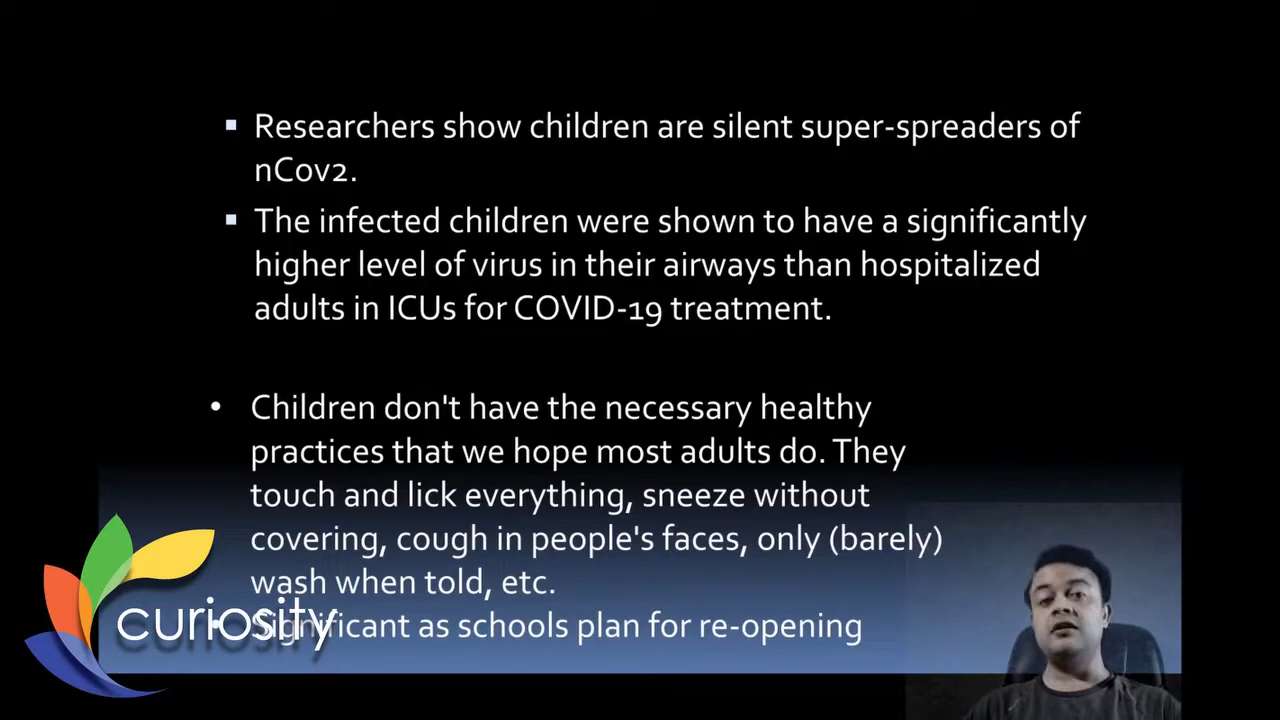 ▪ Researchers show children are silent super-spreaders of
nCov2.
▪ The infected children were shown to have a significantly
higher level of virus in their airways than hospitalized
adults in ICUs for COVID-19 treatment.
• Children don't have the necessary healthy
practices that we hope most adults do. They
touch and lick everything, sneeze without
covering, cough in people's faces, only (barely)
wash when told, etc.
• Significant as schools plan for re-opening
curiosity